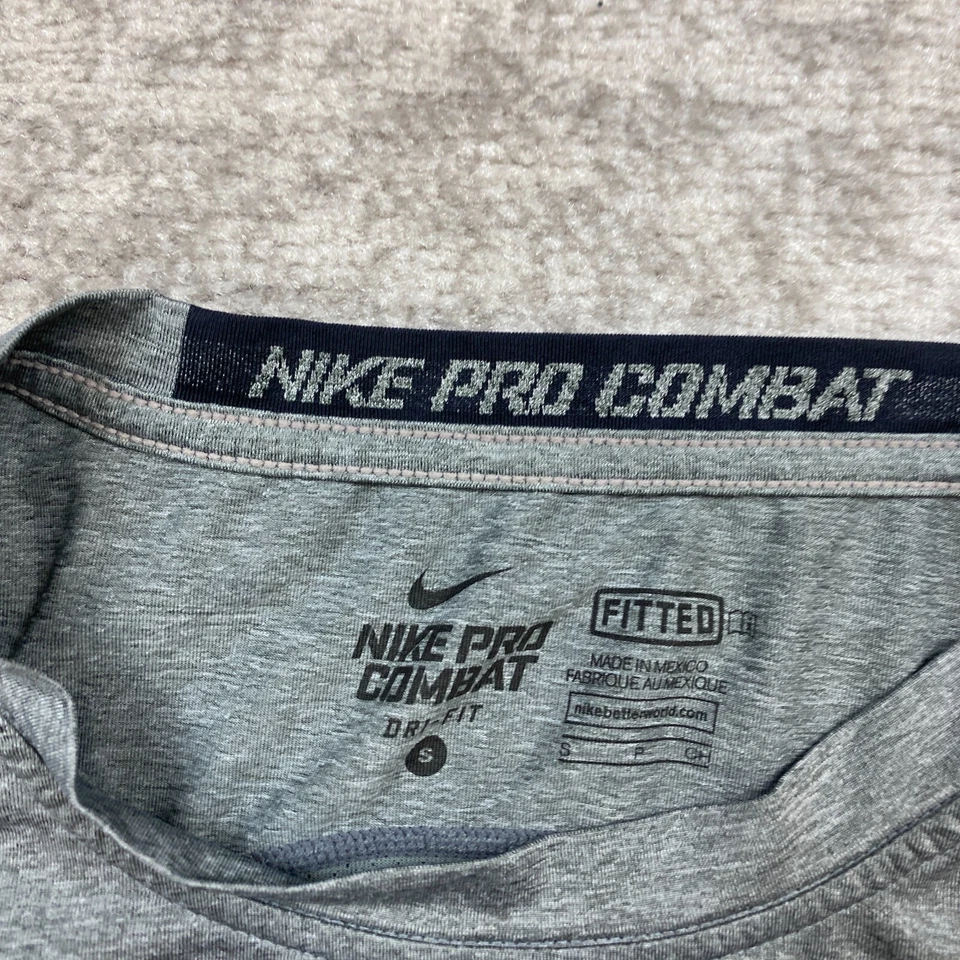 NIKE PRO COMBAT
NIKE PRO
COMBAT
DRI-FIT
S
FITTED
MADE IN MEXICO
FABRIQUE AU MEXIQUE
nikebetterworld.com
S P CH